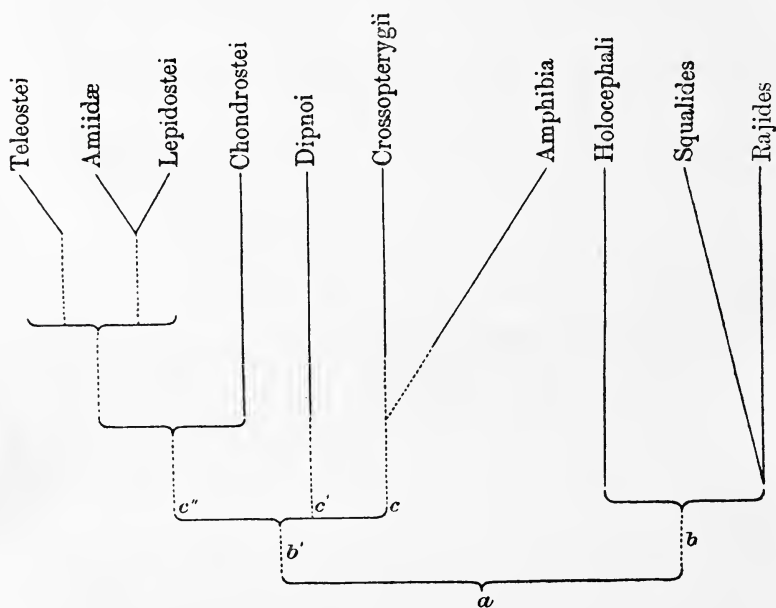 Teleostei
Amiidæ
Lepidostei
Chondrostei
Dipnoi
Crossopterygii
Amphibia
Holocephali
Squalides
Rajides
c"
c'
c
b'
b
a